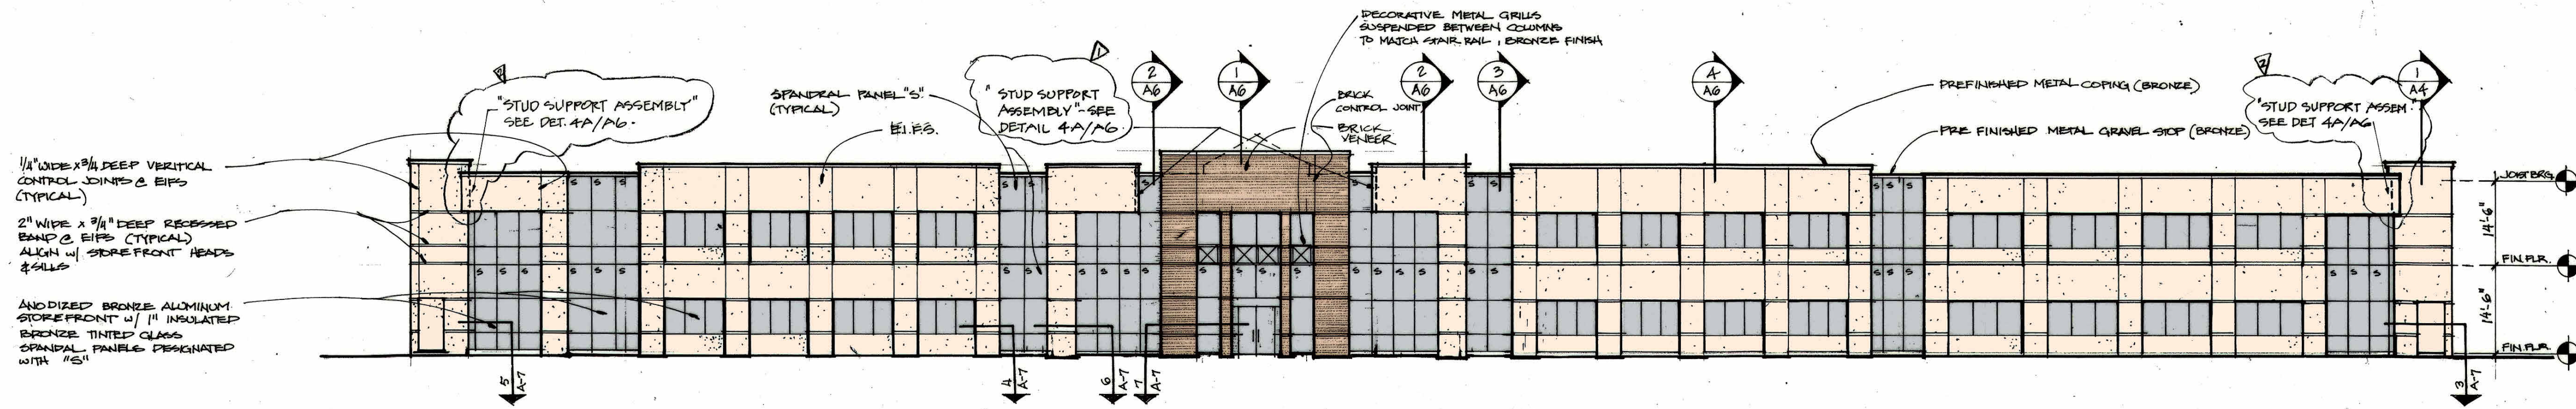 DECORATIVE METAL GRILLS
SUSPENDED BETWEEN COLUMNS
TO MATCH STAIR RAIL, BRONZE FINISH
2
"STUD SUPPORT ASSEMBLY"
SEE DET. 4A/A6.
SPANDRAL PANEL "S"
(TYPICAL)
E.I.F.S.
1
"STUD SUPPORT
ASSEMBLY"-SEE
DETAIL 4A/A6.
2
A6
1
A6
BRICK
CONTROL JOINT
BRICK
VENEER
2
A6
3
A6
4
A6
PREFINISHED METAL COPING (BRONZE)
PRE FINISHED METAL GRAVEL STOP (BRONZE)
2
"STUD SUPPORT ASSEM."
SEE DET 4A/A6
1
A4
1/4" WIDE x 3/4 DEEP VERITICAL
CONTROL JOINTS @ EIFS
(TYPICAL)
2" WIDE x 3/4" DEEP RECESSED
BAND @ EIFS (TYPICAL)
ALIGN w/ STOREFRONT HEADS
& SILLS
ANODIZED BRONZE ALUMINUM
STOREFRONT w/ 1" INSULATED
BRONZE TINTED GLASS
SPANDAL PANELS DESIGNATED
WITH "S"
S S S
S S
S
S
S S
S S S
S S S
S S S
S S
S S S S
S
S
S
S S S S
S S
S S S
S S S
JOIST BRG.
14'-6"
FIN. FLR.
14'-6"
FIN. FLR.
5
A-7
4
A-7
6
A-7
7
A-7
3
A-7